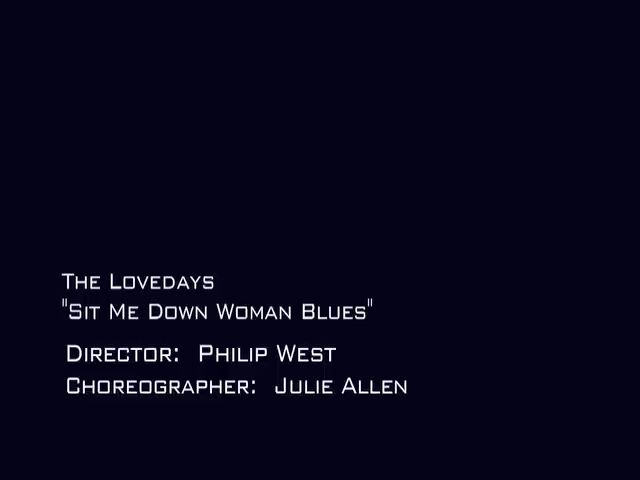 The Lovedays
"Sit Me Down Woman Blues"
Director: Philip West
Choreographer: Julie Allen